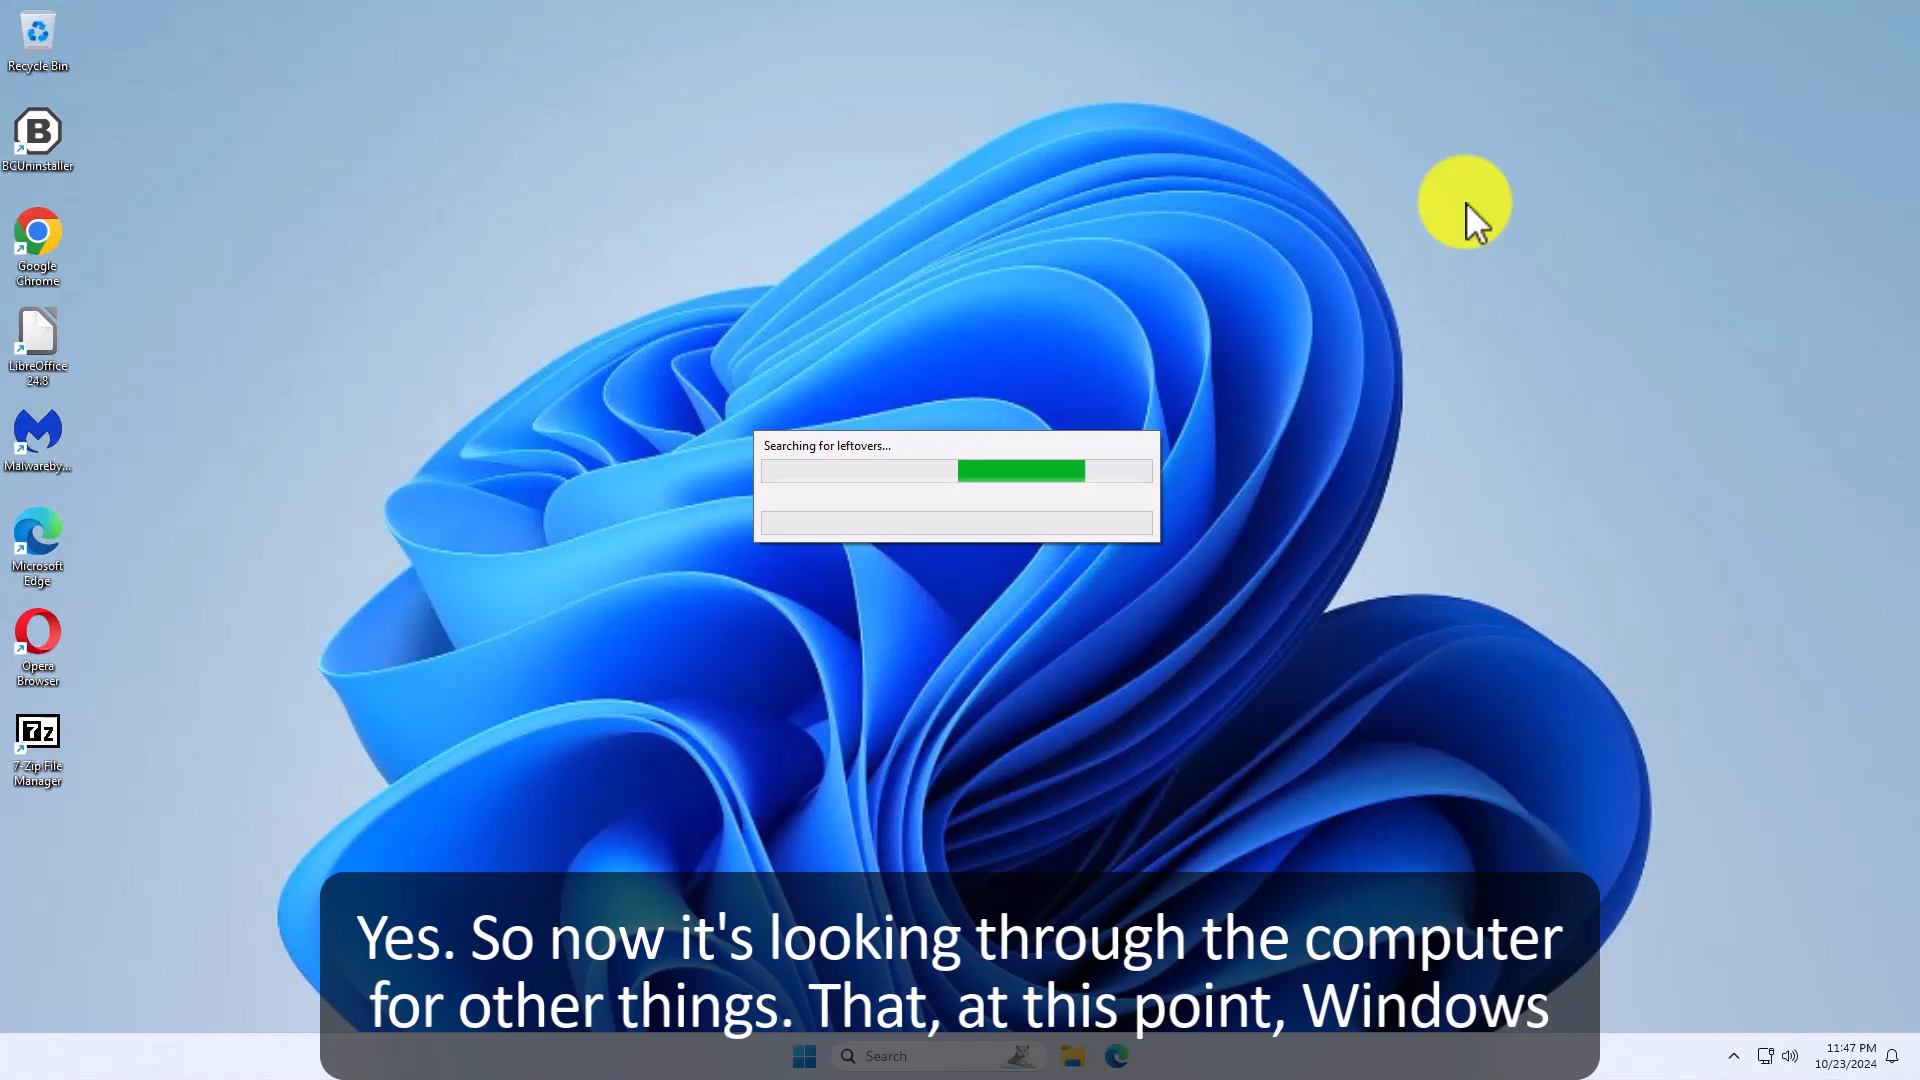 Recycle Bin
BCUninstaller
Google
Chrome
LibreOffice
24.8
Malwareby...
Microsoft
Edge
Opera
Browser
7-Zip File
Manager
Searching for leftovers...
Yes. So now it's looking through the computer
for other things. That, at this point, Windows
Search
11:47 PM
10/23/2024